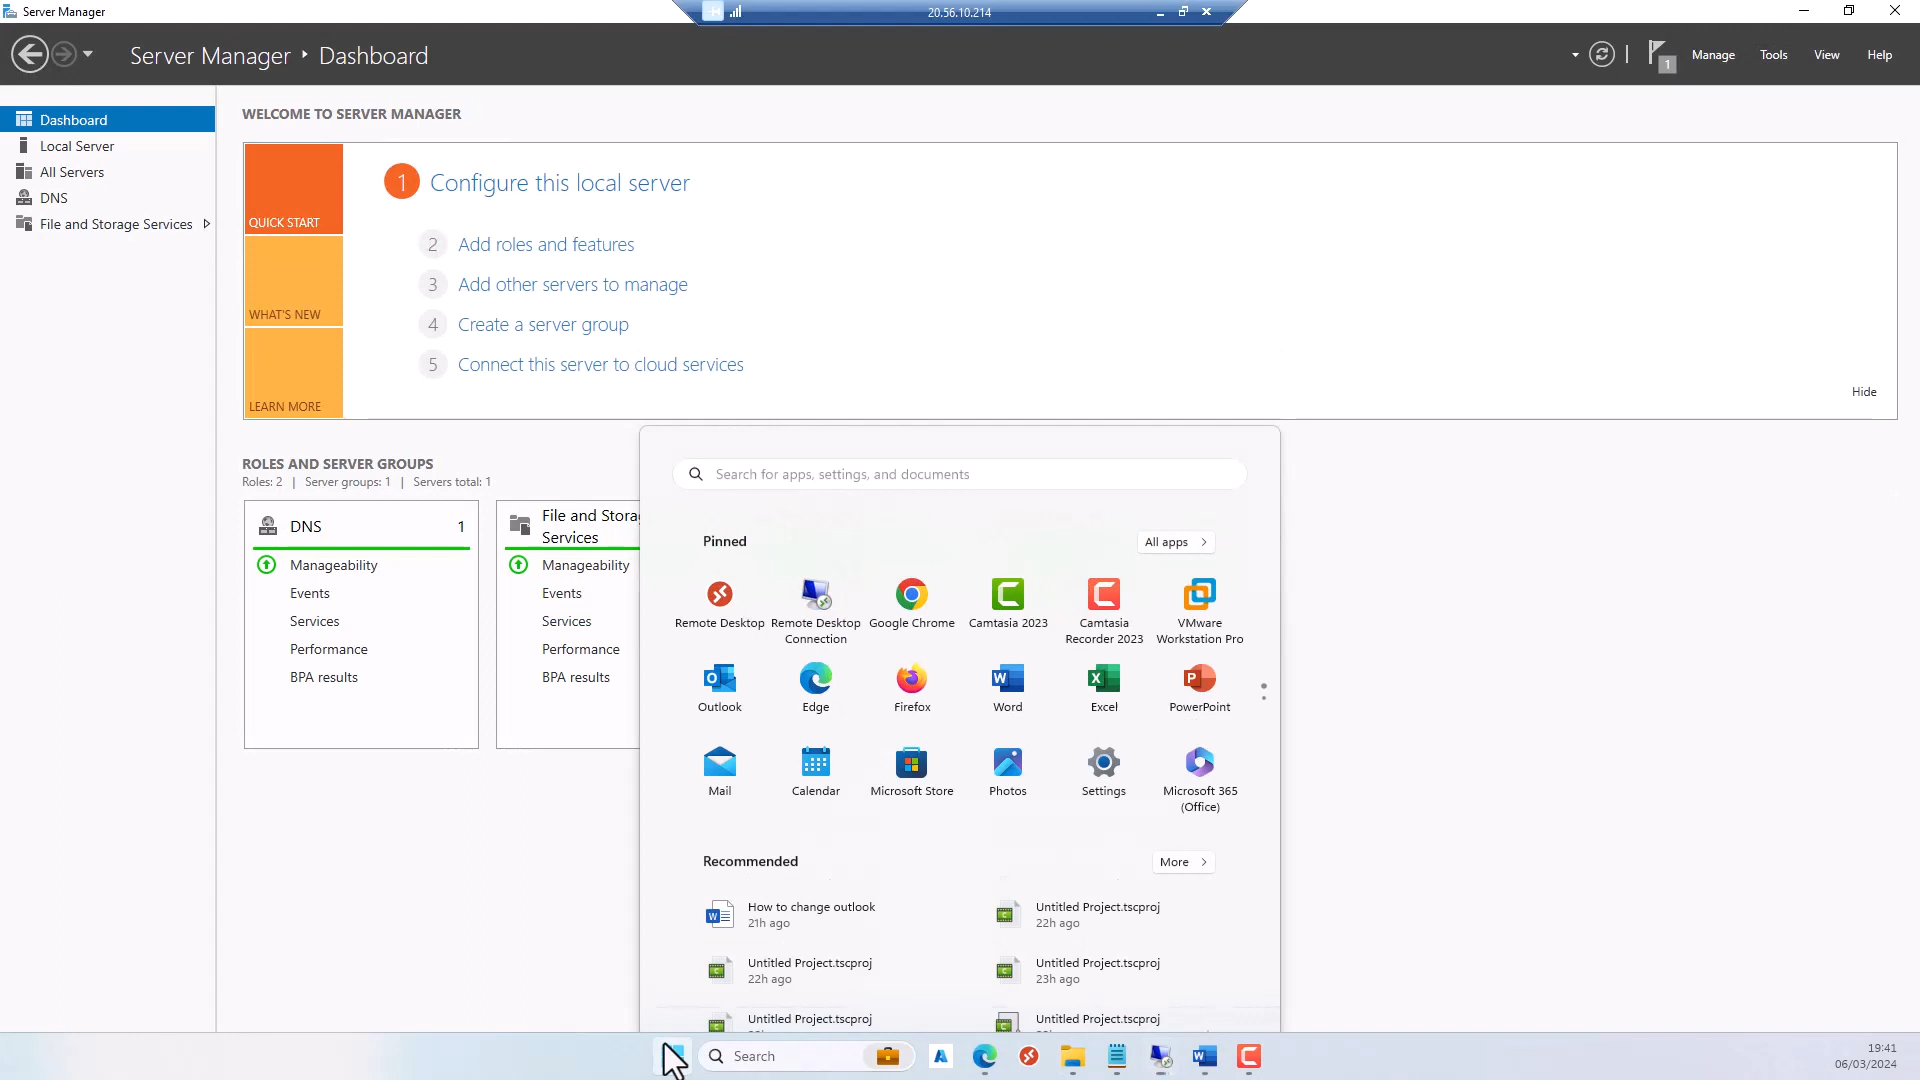 Server Manager
20.56.10.214
Server Manager
Dashboard
1
Manage
Tools
View
Help
Dashboard
Local Server
All Servers
DNS
File and Storage Services
WELCOME TO SERVER MANAGER
QUICK START
WHAT'S NEW
LEARN MORE
1 Configure this local server
2 Add roles and features
3 Add other servers to manage
4 Create a server group
5 Connect this server to cloud services
Hide
ROLES AND SERVER GROUPS
Roles: 2 | Server groups: 1 | Servers total: 1
DNS 1
Manageability
Events
Services
Performance
BPA results
File and Stora
Services
Manageability
Events
Services
Performance
BPA results
Search for apps, settings, and documents
Pinned
All apps
Remote Desktop
Remote Desktop
Connection
Google Chrome
Camtasia 2023
Camtasia
Recorder 2023
VMware
Workstation Pro
Outlook
Edge
Firefox
Word
Excel
PowerPoint
Mail
Calendar
Microsoft Store
Photos
Settings
Microsoft 365
(Office)
Recommended
More
How to change outlook
21h ago
Untitled Project.tscproj
22h ago
Untitled Project.tscproj
22h ago
Untitled Project.tscproj
23h ago
Untitled Project.tscproj
Untitled Project.tscproj
Search
19:41
06/03/2024